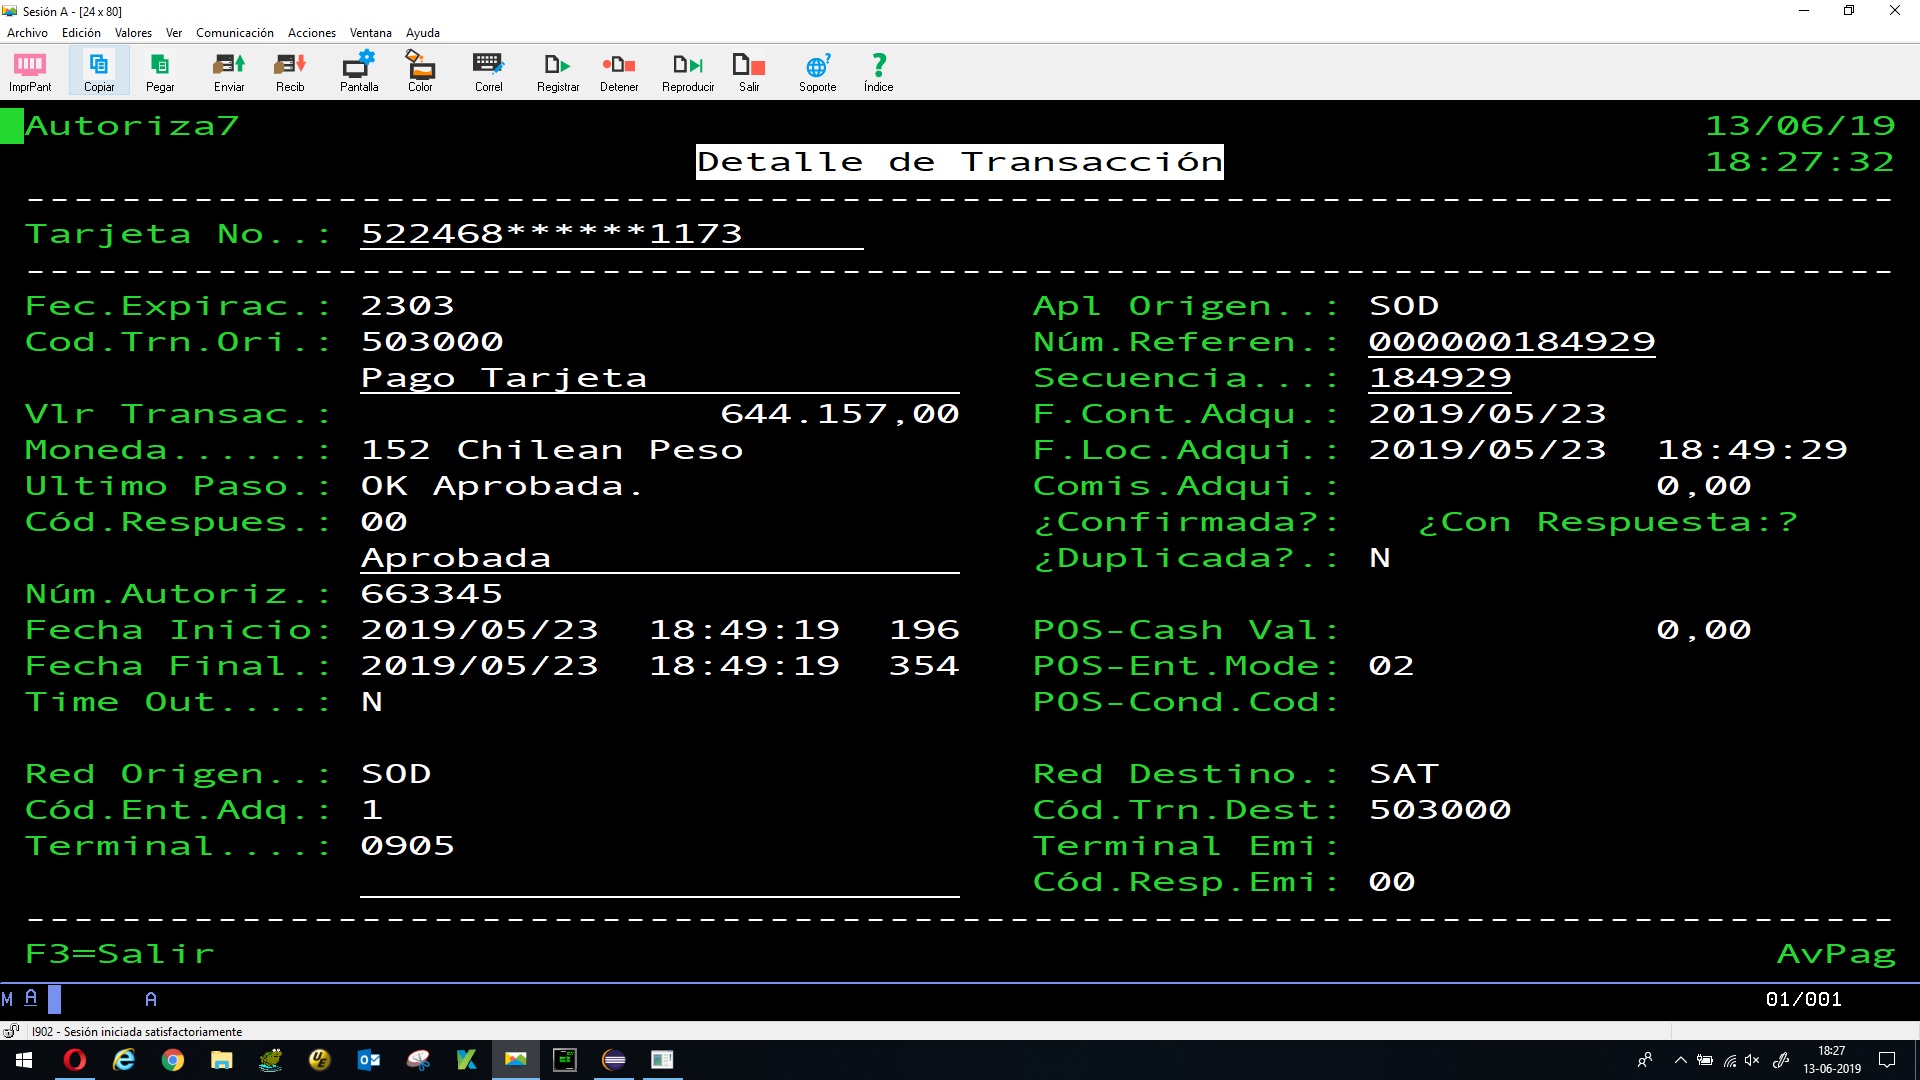 Sesión A - [24 x 80]
Archivo Edición Valores Ver Comunicación Acciones Ventana Ayuda
ImprPant Copiar Pegar Enviar Recib Pantalla Color Correl Registrar Detener Reproducir Salir Soporte Índice
Autoriza7 13/06/19
Detalle de Transacción 18:27:32
------------------------------------------------------------------------------
Tarjeta No..: 522468******1173
------------------------------------------------------------------------------
Fec.Expirac.: 2303 Apl Origen..: SOD
Cod.Trn.Ori.: 503000 Núm.Referen.: 000000184929
Pago Tarjeta Secuencia...: 184929
Vlr Transac.: 644.157,00 F.Cont.Adqu.: 2019/05/23
Moneda......: 152 Chilean Peso F.Loc.Adqui.: 2019/05/23 18:49:29
Ultimo Paso.: OK Aprobada. Comis.Adqui.: 0,00
Cód.Respues.: 00 ¿Confirmada?: ¿Con Respuesta:?
Aprobada ¿Duplicada?.: N
Núm.Autoriz.: 663345
Fecha Inicio: 2019/05/23 18:49:19 196 POS-Cash Val: 0,00
Fecha Final.: 2019/05/23 18:49:19 354 POS-Ent.Mode: 02
Time Out....: N POS-Cond.Cod:
Red Origen..: SOD Red Destino.: SAT
Cód.Ent.Adq.: 1 Cód.Trn.Dest: 503000
Terminal....: 0905 Terminal Emi:
Cód.Resp.Emi: 00
------------------------------------------------------------------------------
F3=Salir AvPag
M A A 01/001
I902 - Sesión iniciada satisfactoriamente
18:27
13-06-2019